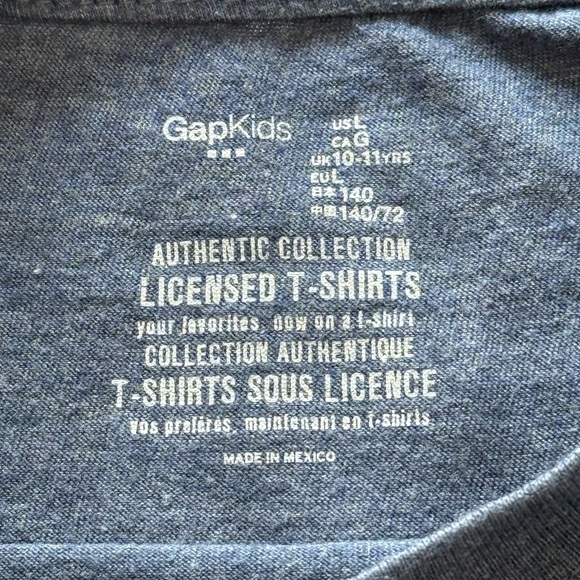 GapKids
US L
CA G
UK 10-11 YRS
EU L
日本 140
中国 140/72
AUTHENTIC COLLECTION
LICENSED T-SHIRTS
your favorites, now on a t-shirt
COLLECTION AUTHENTIQUE
T-SHIRTS SOUS LICENCE
vos préférés, maintenant en t-shirts
MADE IN MEXICO